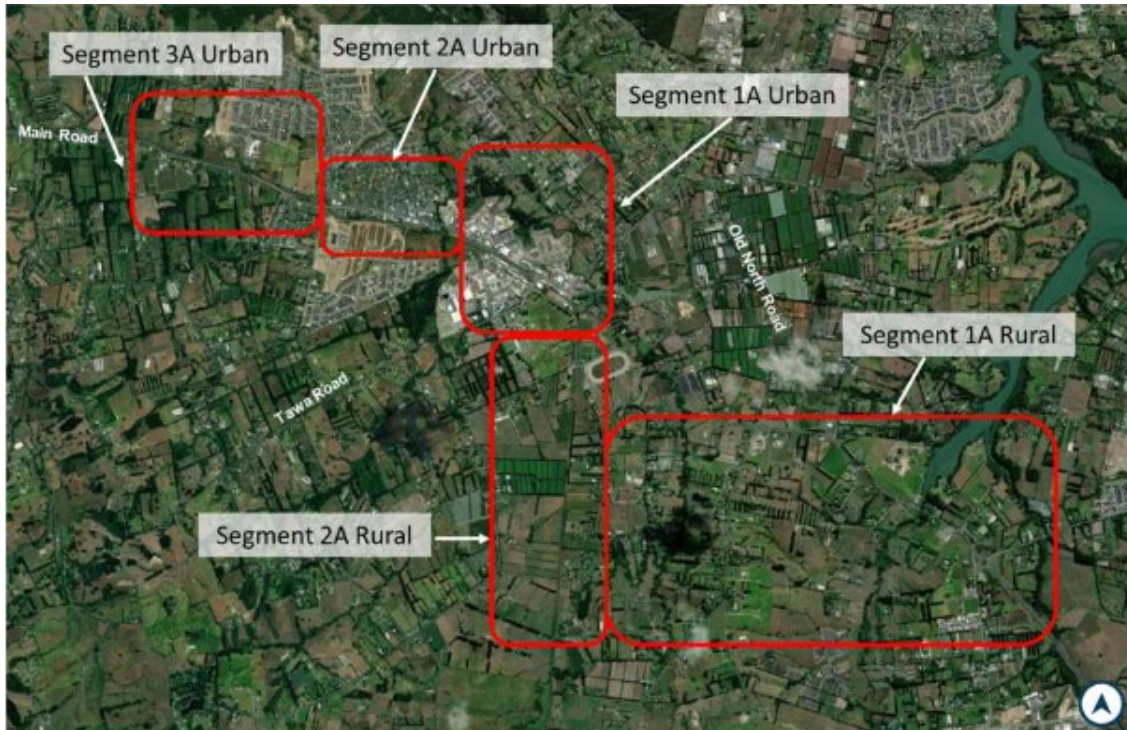 Segment 3A Urban
Segment 2A Urban
Segment 1A Urban
Main Road
Old North Road
Segment 1A Rural
Tawa Road
Segment 2A Rural